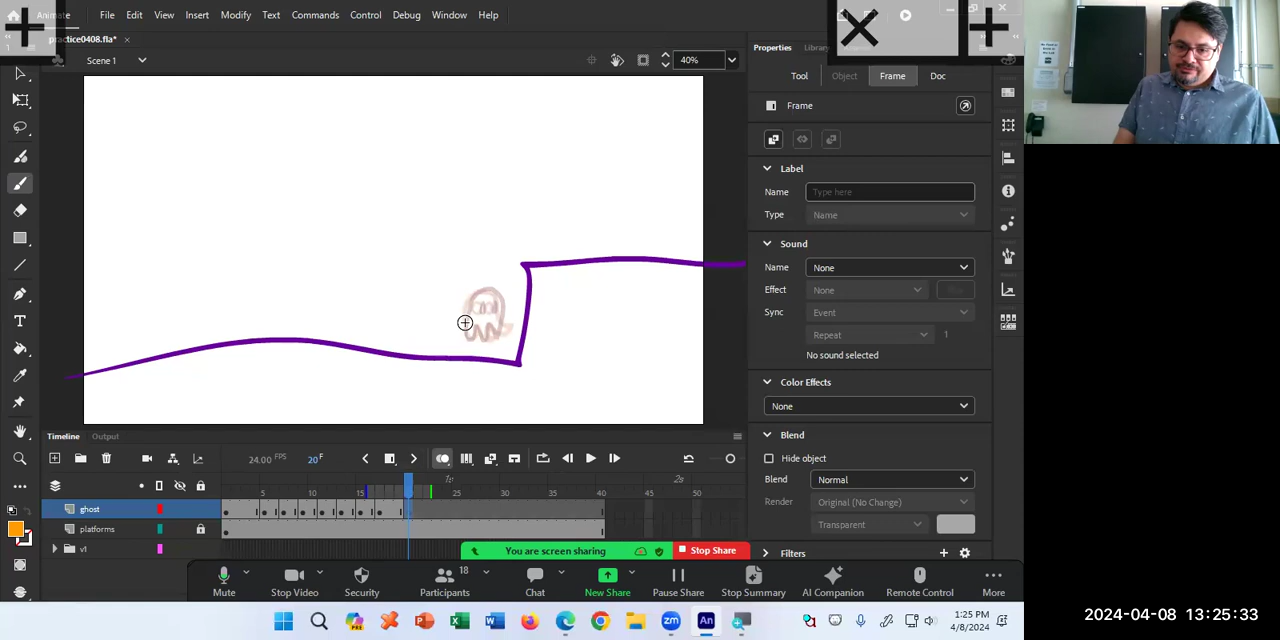 Animate File Edit View Insert Modify Text Commands Control Debug Window Help
practice0408.fla*
Properties Library
Scene 1
40%
Tool Object Frame Doc
Frame
Label
Name Type here
Type Name
Sound
Name None
Effect None
Sync Event
Repeat 1
No sound selected
Color Effects
None
Blend
Hide object
Blend Normal
Render Original (No Change)
Transparent
Filters
Timeline Output
24.00 FPS 20 F
1s 2s
5 10 15 25 30 35 40 45 50
ghost
platforms
v1
You are screen sharing Stop Share
18
Mute Stop Video Security Participants Chat New Share Pause Share Stop Summary AI Companion Remote Control More
1:25 PM
4/8/2024
2024-04-08 13:25:33